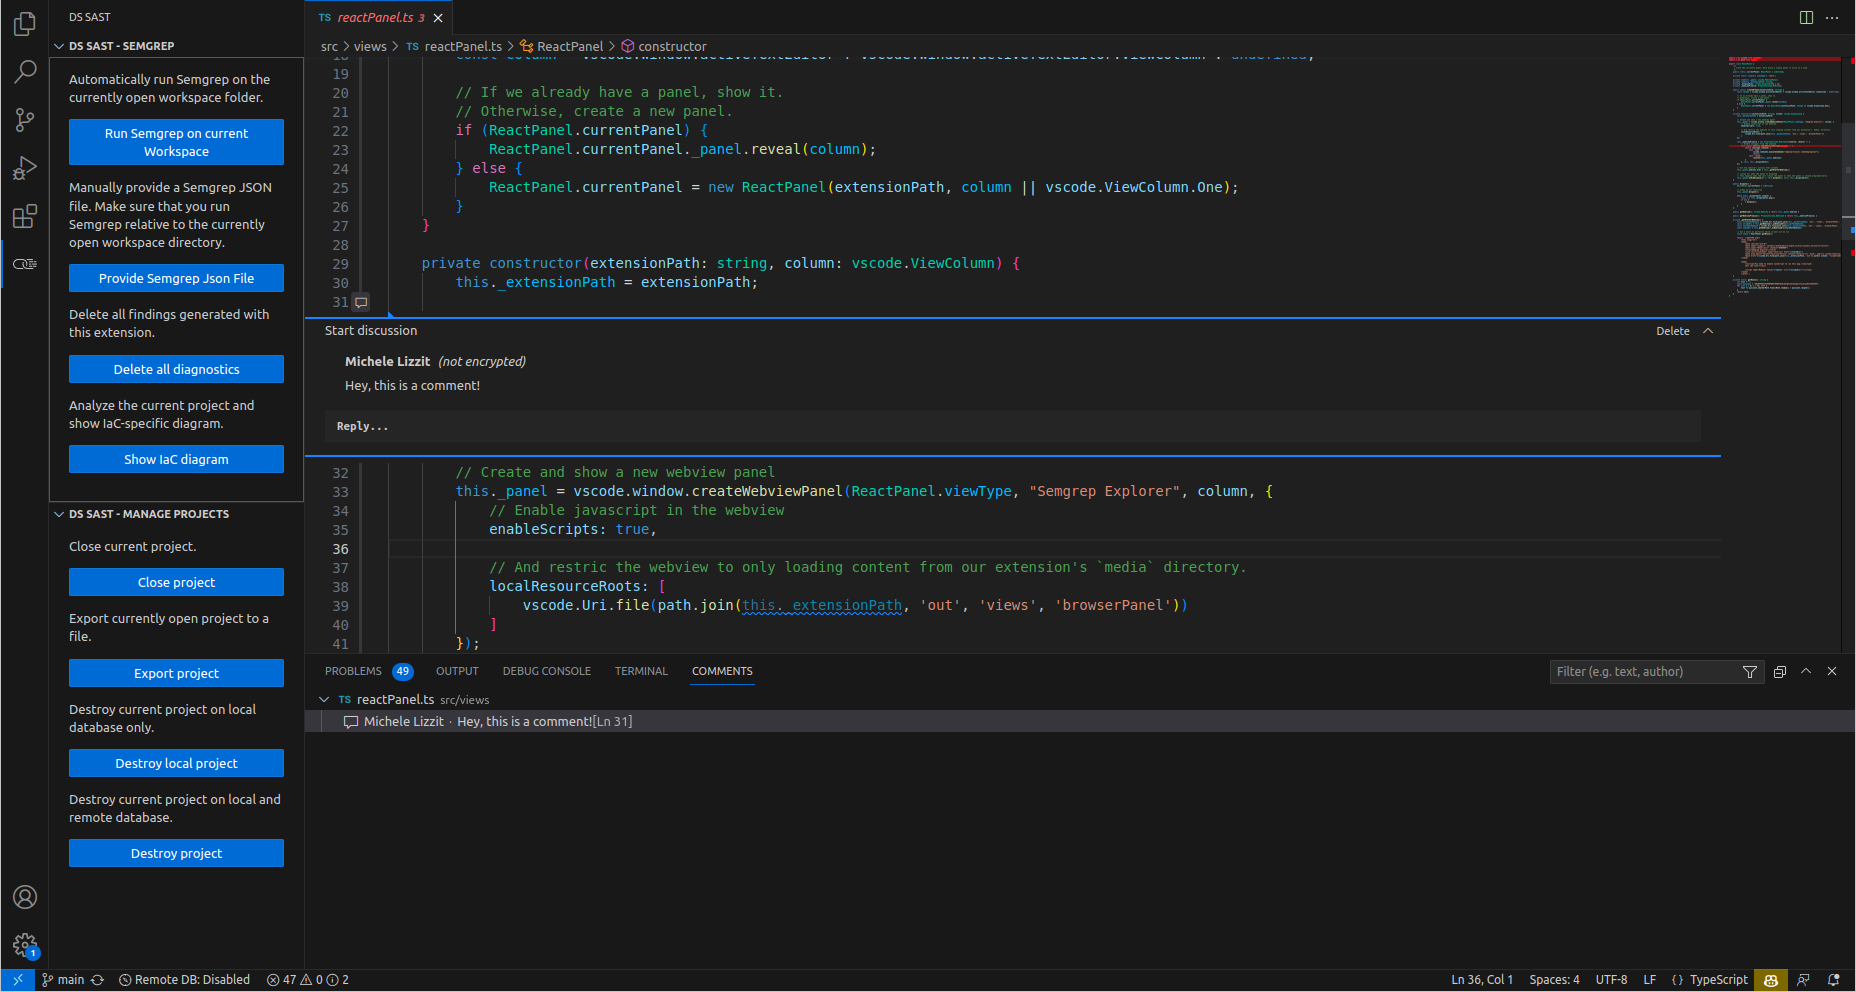 DS SAST
DS SAST - SEMGREP
Automatically run Semgrep on the
currently open workspace folder.
Run Semgrep on current
Workspace
Manually provide a Semgrep JSON
file. Make sure that you run
Semgrep relative to the currently
open workspace directory.
Provide Semgrep Json File
Delete all findings generated with
this extension.
Delete all diagnostics
Analyze the current project and
show IaC-specific diagram.
Show IaC diagram
DS SAST - MANAGE PROJECTS
Close current project.
Close project
Export currently open project to a
file.
Export project
Destroy current project on local
database only.
Destroy local project
Destroy current project on local and
remote database.
Destroy project
1
TS reactPanel.ts 3
src > views > TS reactPanel.ts > ReactPanel > constructor
19
20 // If we already have a panel, show it.
21 // Otherwise, create a new panel.
22 if (ReactPanel.currentPanel) {
23 ReactPanel.currentPanel._panel.reveal(column);
24 } else {
25 ReactPanel.currentPanel = new ReactPanel(extensionPath, column || vscode.ViewColumn.One);
26 }
27 }
28
29 private constructor(extensionPath: string, column: vscode.ViewColumn) {
30 this._extensionPath = extensionPath;
31
Start discussion Delete
Michele Lizzit (not encrypted)
Hey, this is a comment!
Reply...
32 // Create and show a new webview panel
33 this._panel = vscode.window.createWebviewPanel(ReactPanel.viewType, "Semgrep Explorer", column, {
34 // Enable javascript in the webview
35 enableScripts: true,
36
37 // And restric the webview to only loading content from our extension's `media` directory.
38 localResourceRoots: [
39 vscode.Uri.file(path.join(this._extensionPath, 'out', 'views', 'browserPanel'))
40 ]
41 });
PROBLEMS 49 OUTPUT DEBUG CONSOLE TERMINAL COMMENTS Filter (e.g. text, author)
TS reactPanel.ts src/views
Michele Lizzit · Hey, this is a comment![Ln 31]
main Remote DB: Disabled 47 0 2 Ln 36, Col 1 Spaces: 4 UTF-8 LF {} TypeScript